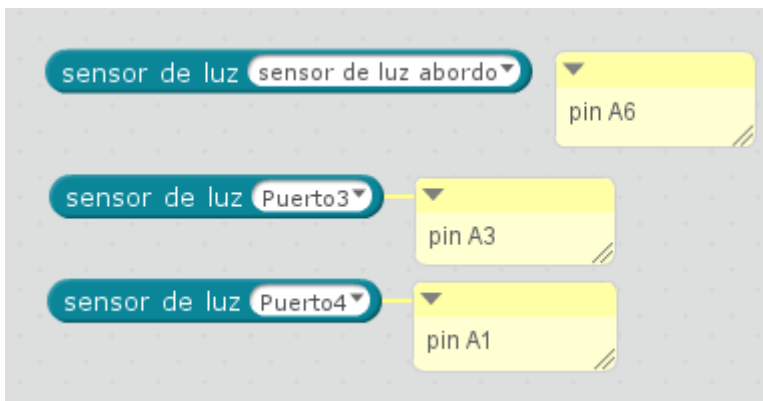 sensor de luz sensor de luz abordo
pin A6
sensor de luz Puerto3
pin A3
sensor de luz Puerto4
pin A1